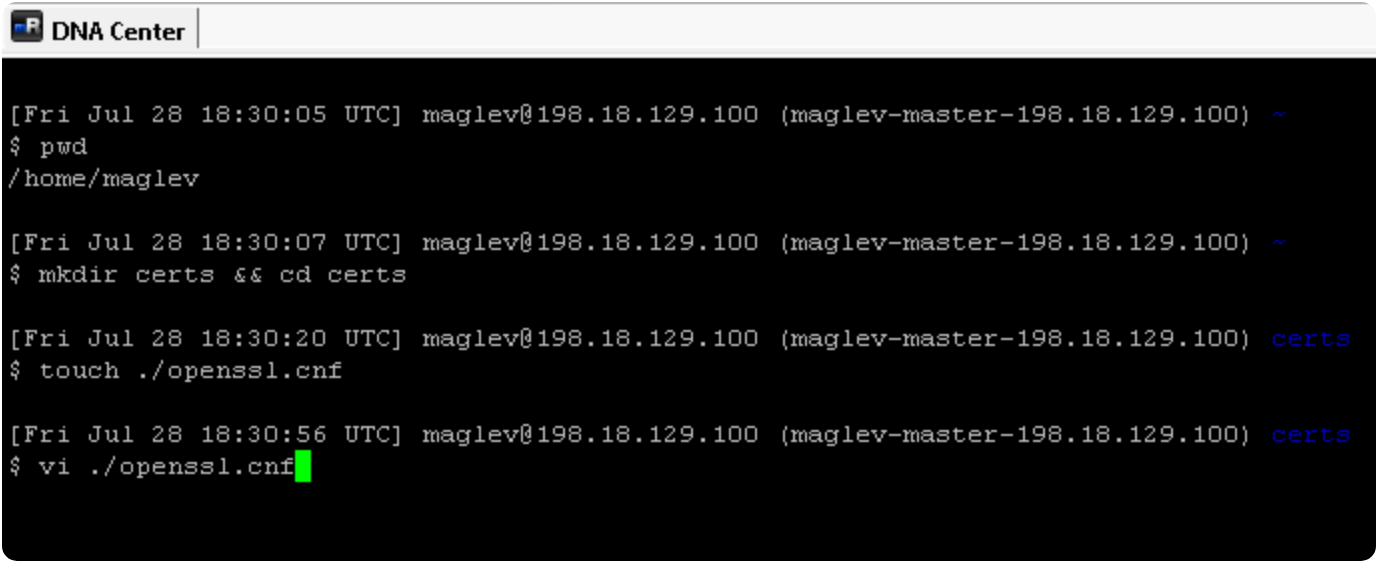 DNA Center
[Fri Jul 28 18:30:05 UTC] maglev@198.18.129.100 (maglev-master-198.18.129.100) ~
$ pwd
/home/maglev
[Fri Jul 28 18:30:07 UTC] maglev@198.18.129.100 (maglev-master-198.18.129.100) ~
$ mkdir certs && cd certs
[Fri Jul 28 18:30:20 UTC] maglev@198.18.129.100 (maglev-master-198.18.129.100) certs
$ touch ./openssl.cnf
[Fri Jul 28 18:30:56 UTC] maglev@198.18.129.100 (maglev-master-198.18.129.100) certs
$ vi ./openssl.cnf